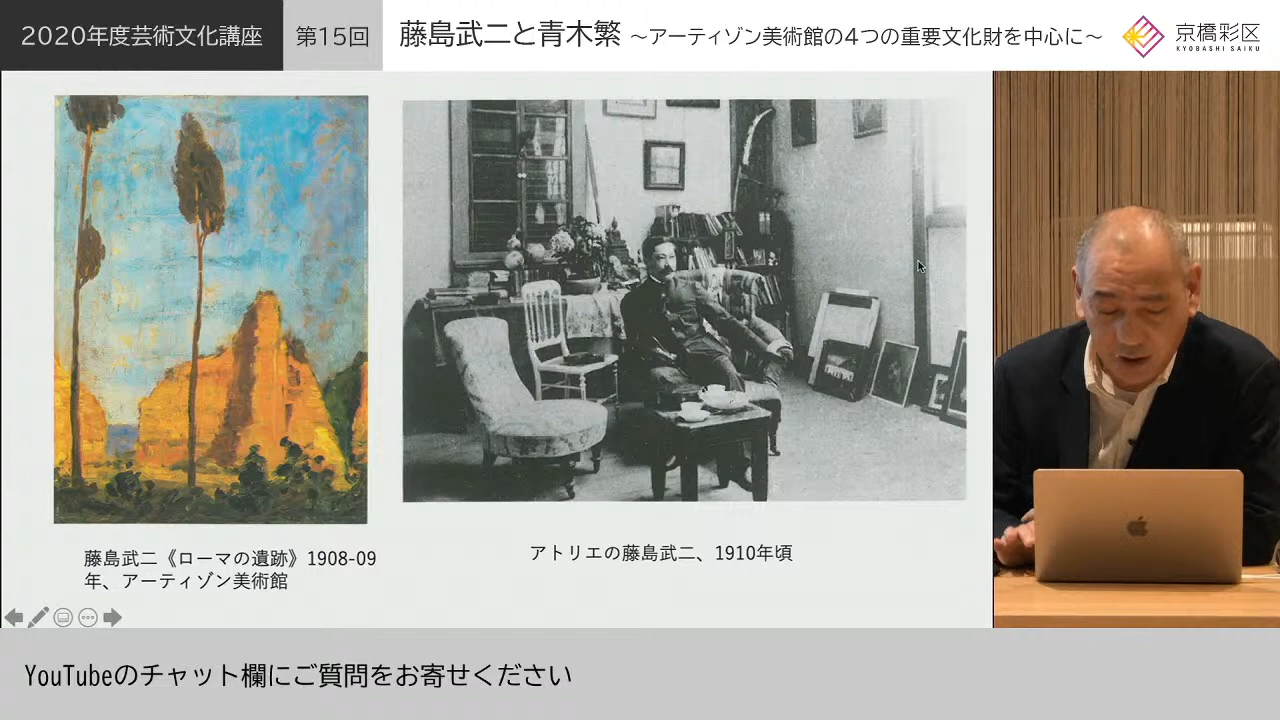 2020年度芸術文化講座
第15回
藤島武二と青木繁 ～アーティゾン美術館の4つの重要文化財を中心に～
京橋彩区
KYOBASHI SAIKU
藤島武二《ローマの遺跡》1908-09
年、アーティゾン美術館
アトリエの藤島武二、1910年頃
YouTubeのチャット欄にご質問をお寄せください